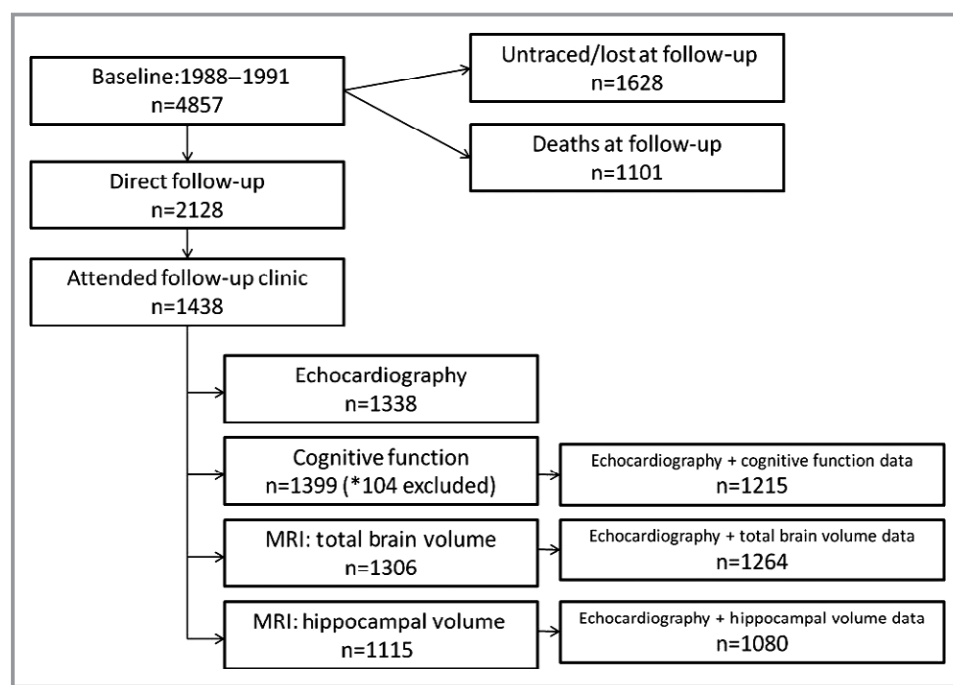 Baseline:1988–1991
n=4857
Untraced/lost at follow-up
n=1628
Deaths at follow-up
n=1101
Direct follow-up
n=2128
Attended follow-up clinic
n=1438
Echocardiography
n=1338
Cognitive function
n=1399 (*104 excluded)
Echocardiography + cognitive function data
n=1215
MRI: total brain volume
n=1306
Echocardiography + total brain volume data
n=1264
MRI: hippocampal volume
n=1115
Echocardiography + hippocampal volume data
n=1080